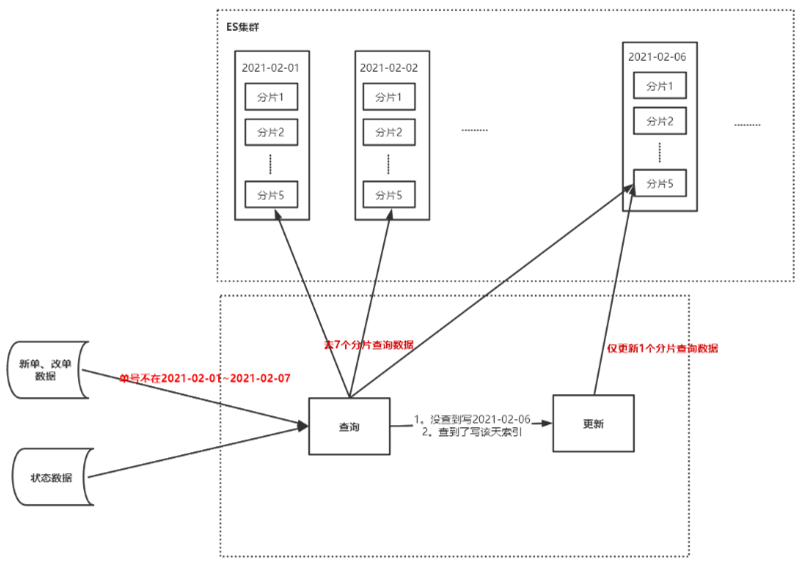 ES集群
2021-02-01
分片1
分片2
分片5
2021-02-02
分片1
分片2
分片5
2021-02-06
分片1
分片2
分片5
去7个分片查询数据
仅更新1个分片查询数据
新单、改单
数据
单号不在2021-02-01~2021-02-07
状态数据
查询
1。没查到写2021-02-06
2。查到了写该天索引
更新